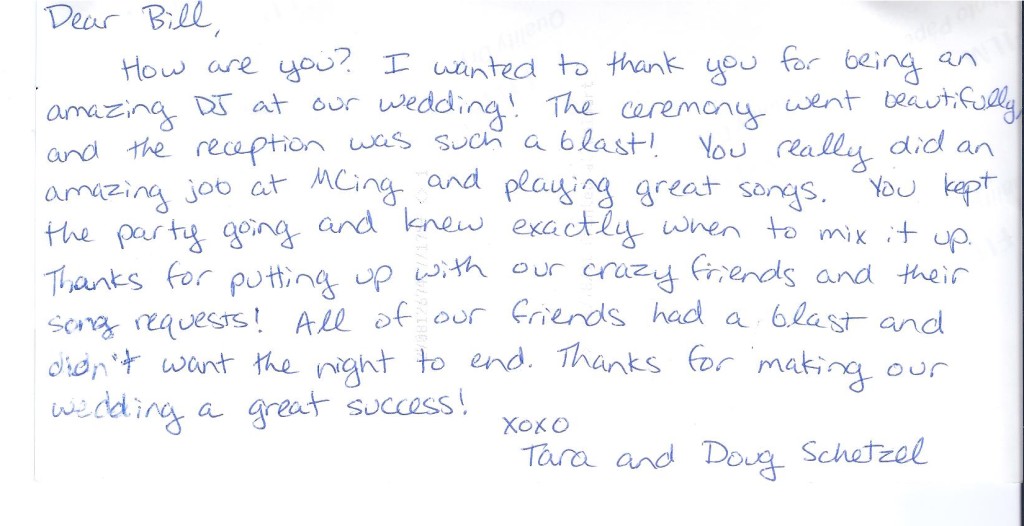 Dear Bill,
How are you? I wanted to thank you for being an
amazing DJ at our wedding! The ceremony went beautifully,
and the reception was such a blast! You really did an
amazing job at MCing and playing great songs. You kept
the party going and knew exactly when to mix it up.
Thanks for putting up with our crazy friends and their
song requests! All of our friends had a blast and
didn't want the night to end. Thanks for making our
wedding a great success!
XOXO
Tara and Doug Schetzel